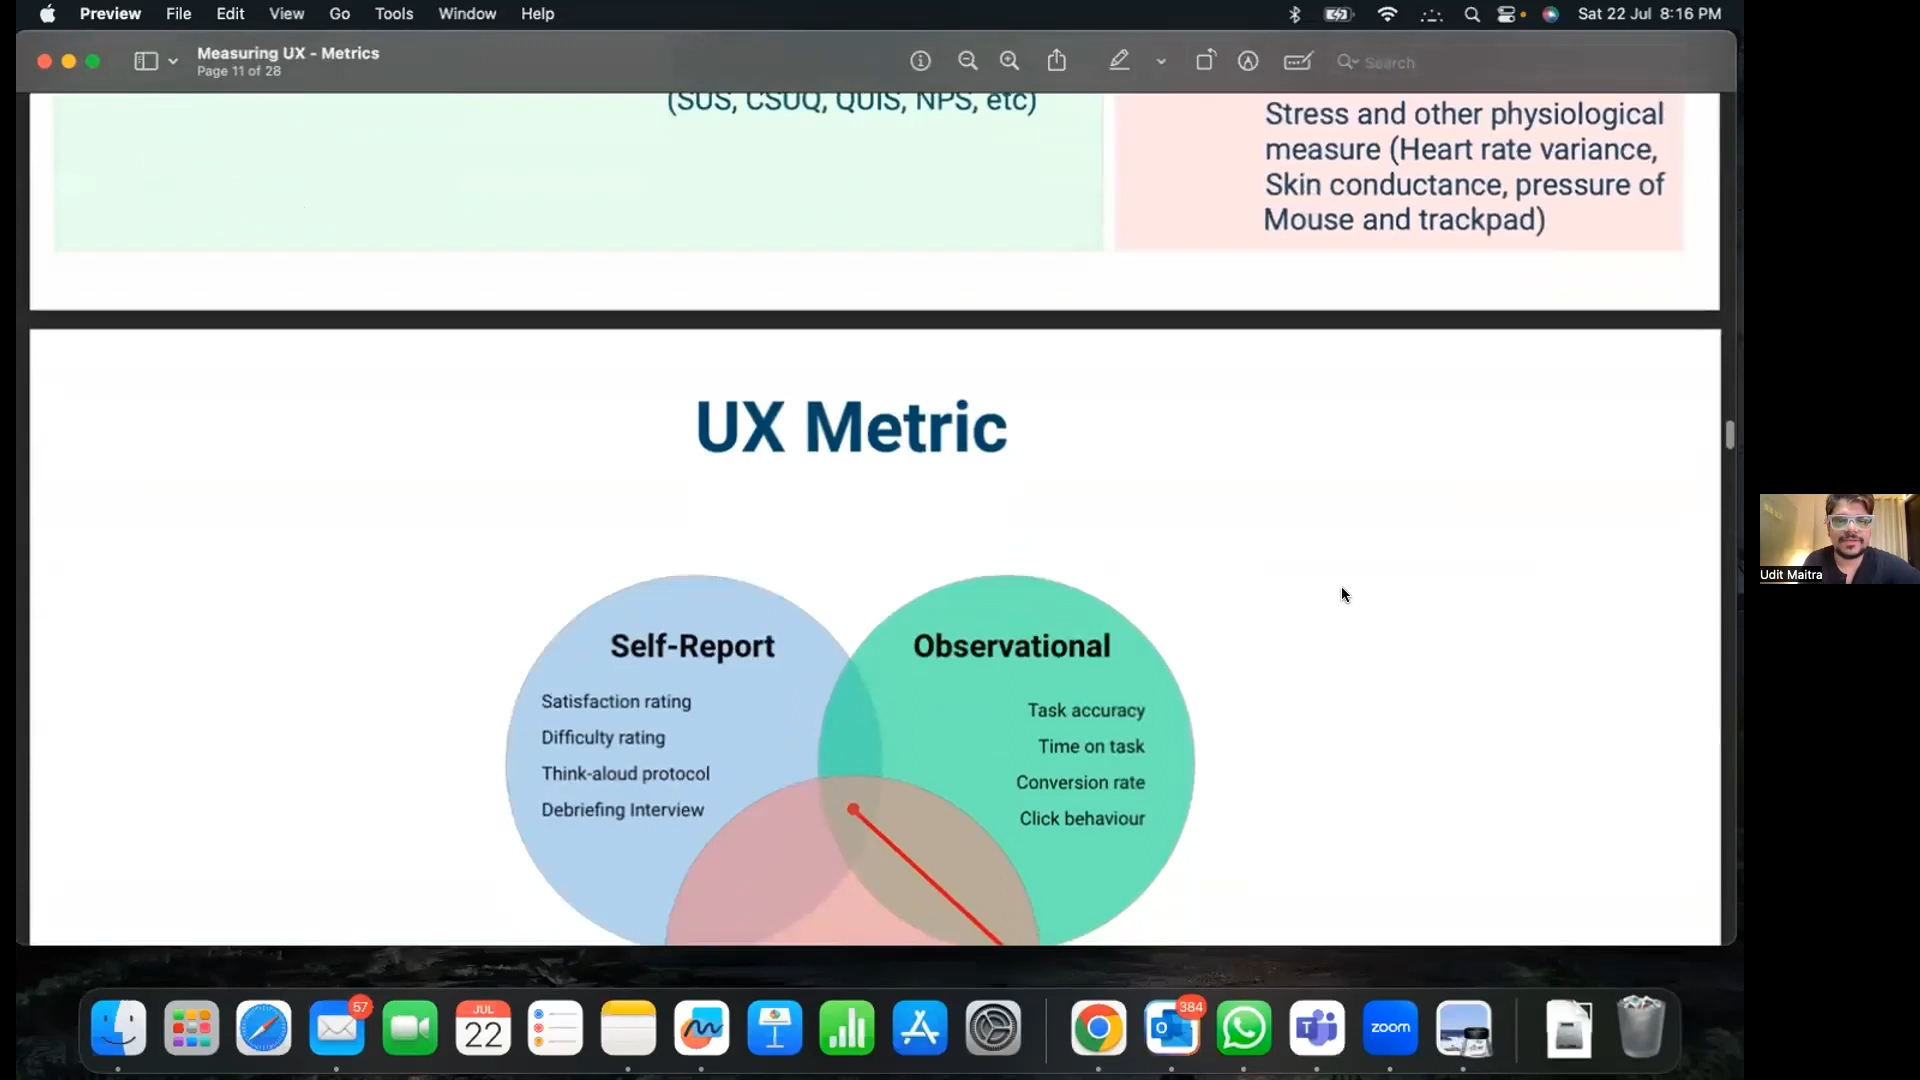 Preview File Edit View Go Tools Window Help
Sat 22 Jul 8:16 PM
Measuring UX - Metrics
Page 11 of 28
Search
(SUS, CSUQ, QUIS, NPS, etc)
Stress and other physiological
measure (Heart rate variance,
Skin conductance, pressure of
Mouse and trackpad)
UX Metric
Self-Report
Satisfaction rating
Difficulty rating
Think-aloud protocol
Debriefing Interview
Observational
Task accuracy
Time on task
Conversion rate
Click behaviour
Udit Maitra
57
JUL
22
384
zoom